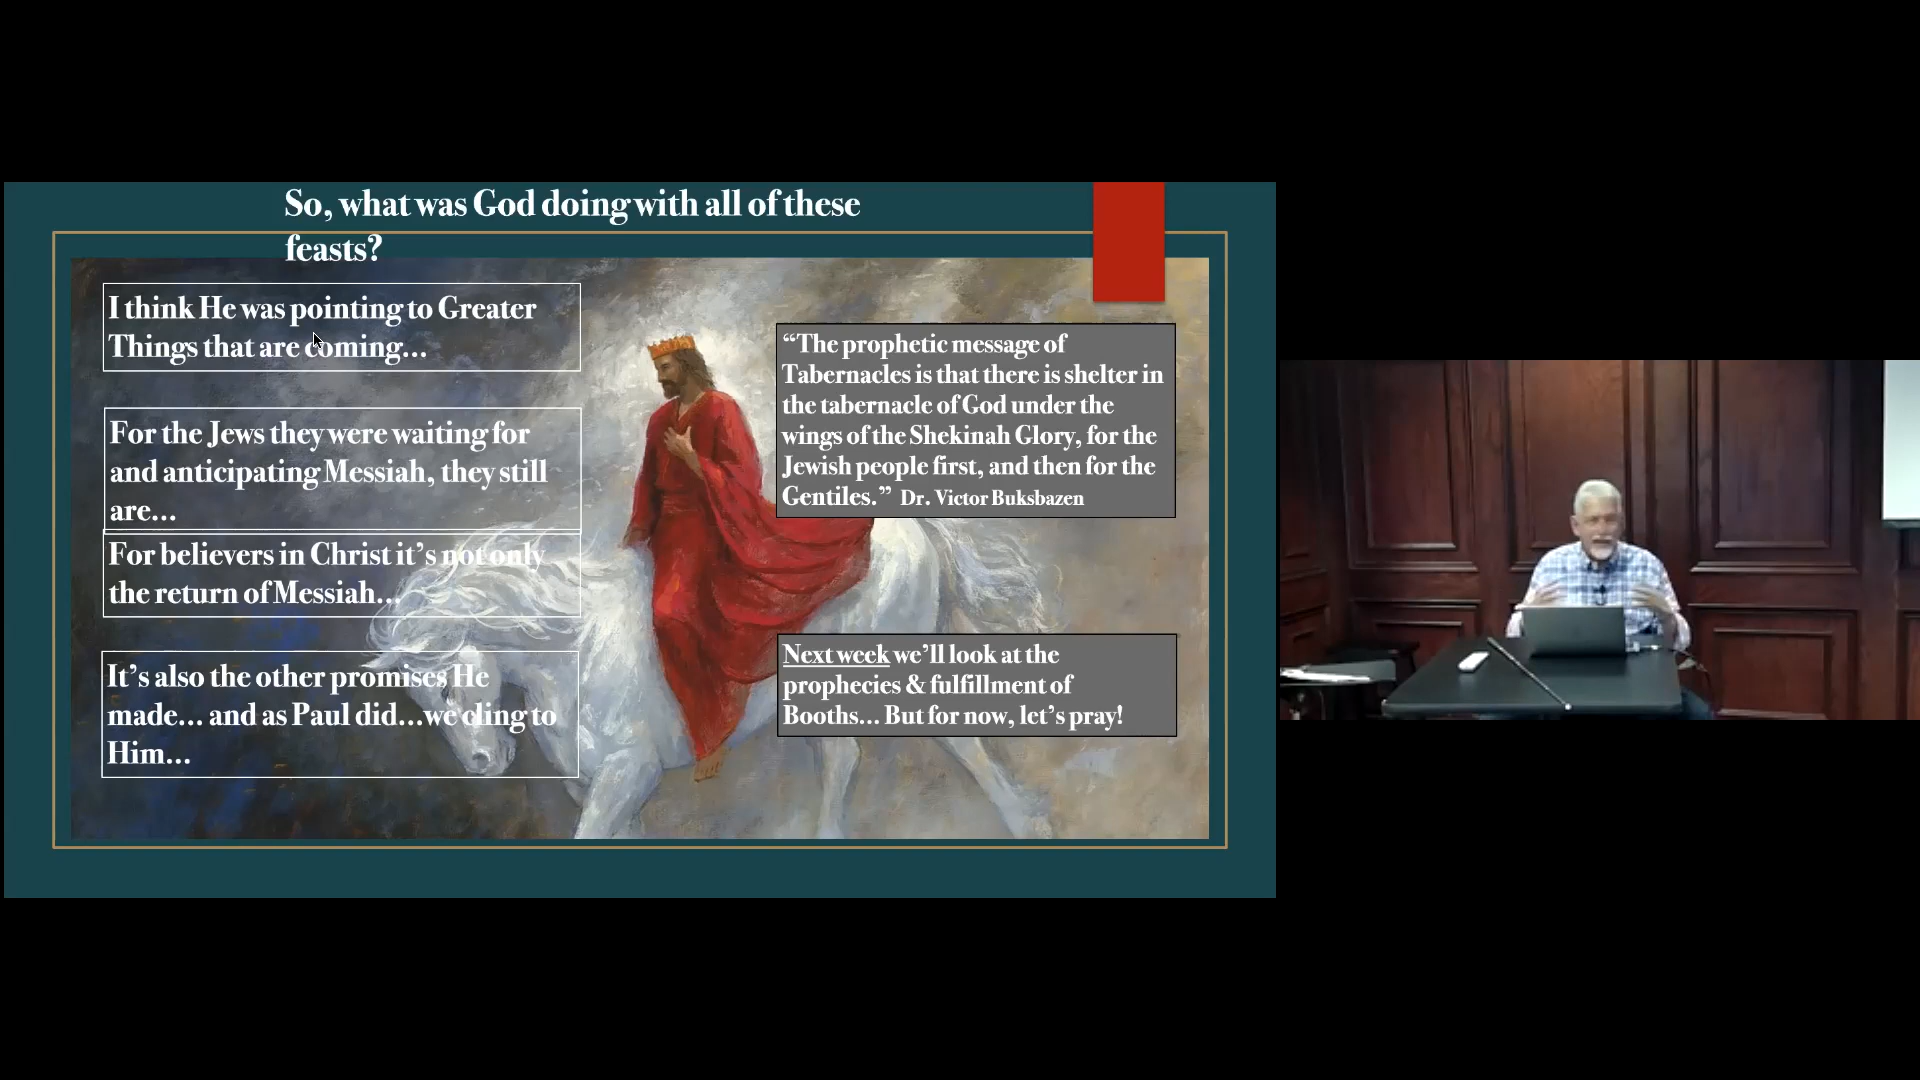 So, what was God doing with all of these
feasts?
I think He was pointing to Greater
Things that are coming...
For the Jews they were waiting for
and anticipating Messiah, they still
are...
For believers in Christ it's not only
the return of Messiah...
It's also the other promises He
made... and as Paul did...we cling to
Him...
“The prophetic message of
Tabernacles is that there is shelter in
the tabernacle of God under the
wings of the Shekinah Glory, for the
Jewish people first, and then for the
Gentiles.” Dr. Victor Buksbazen
Next week we'll look at the
prophecies & fulfillment of
Booths... But for now, let's pray!